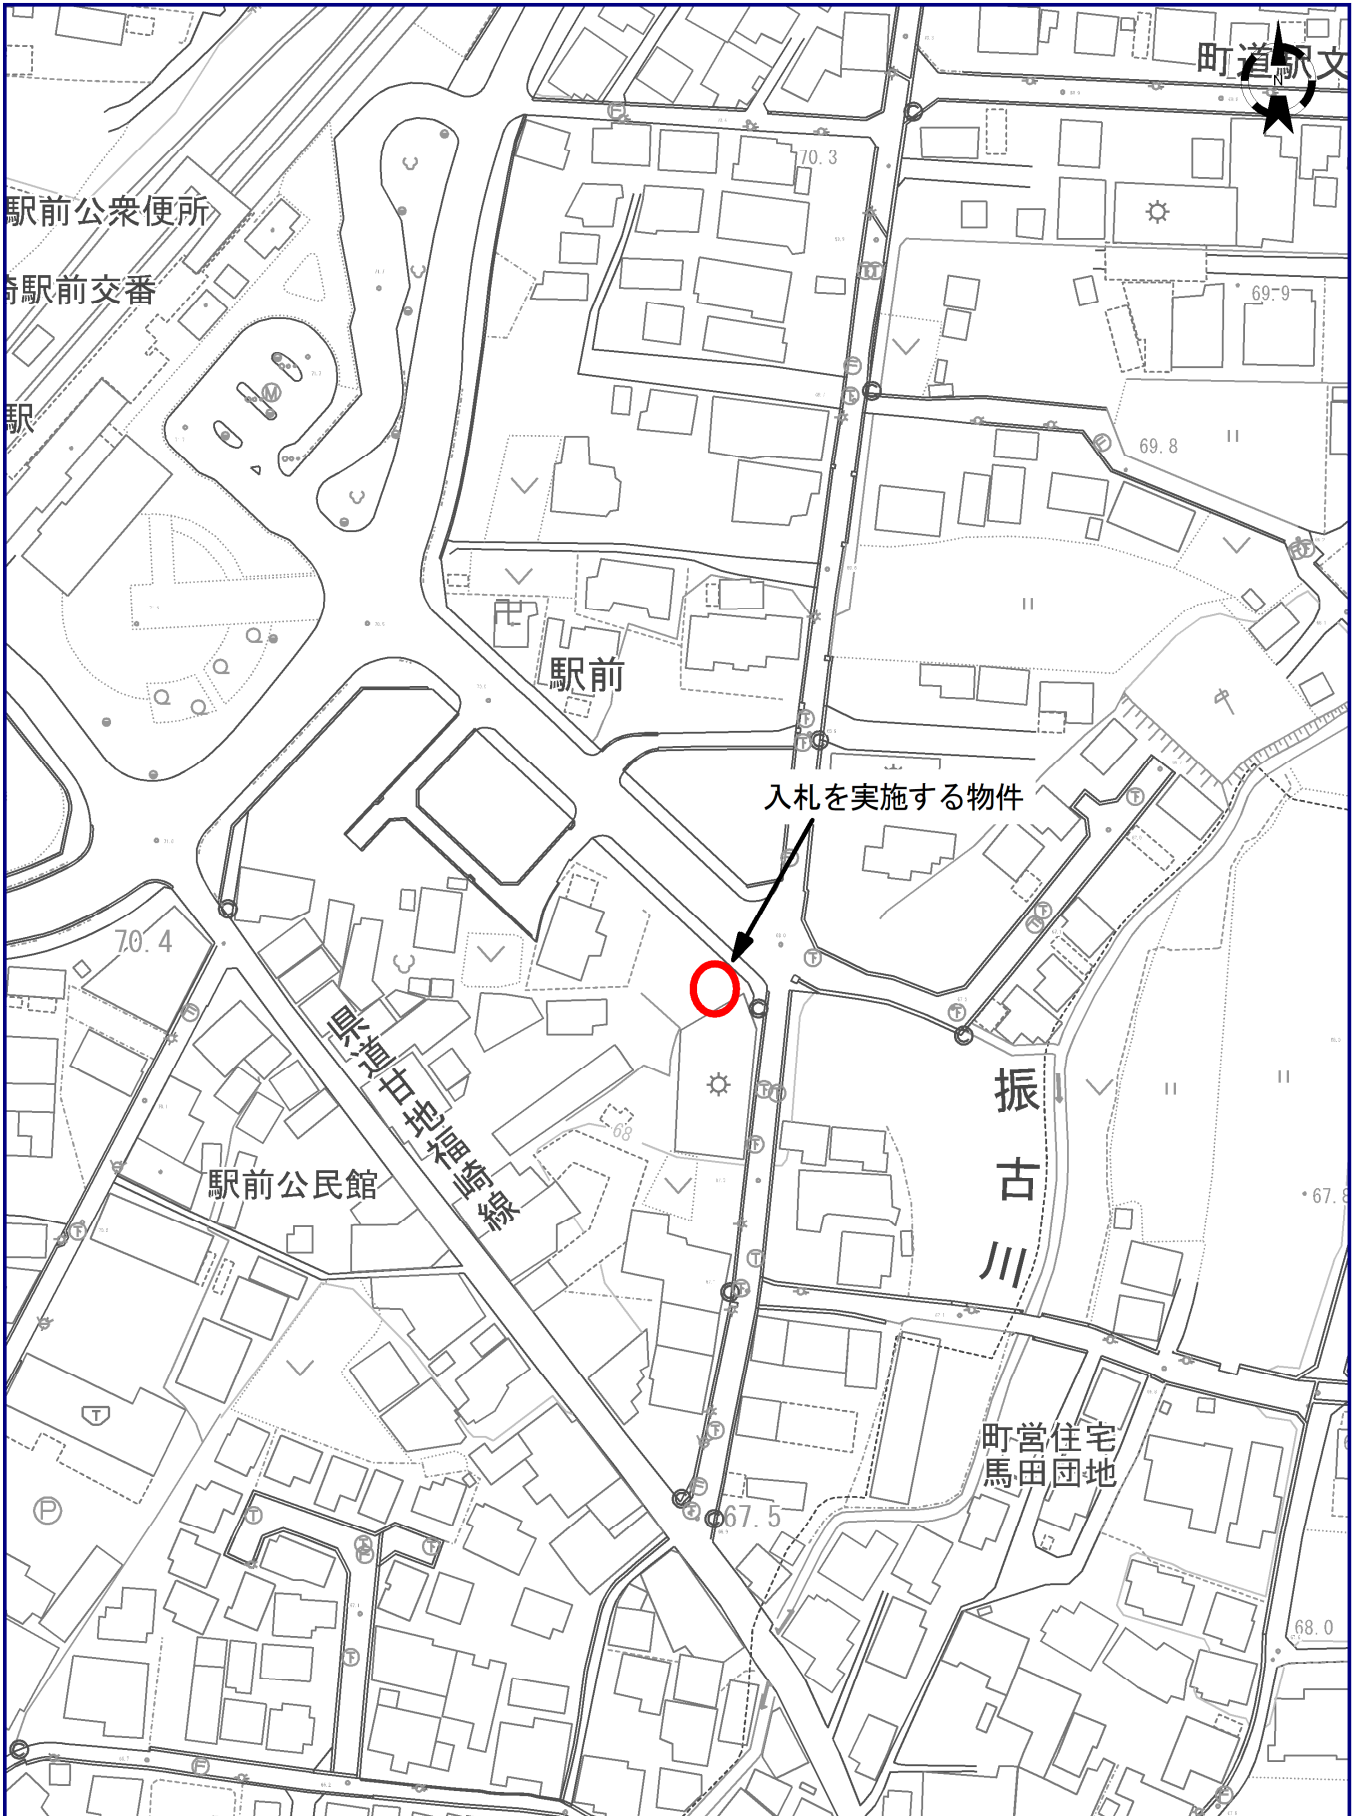 町道駅文
N
70.3
駅前公衆便所
崎駅前交番
69.9
駅
69.8
駅前
入札を実施する物件
70.4
県道甘地福崎線
振古川
68
駅前公民館
67.8
町営住宅
馬田団地
67.5
68.0